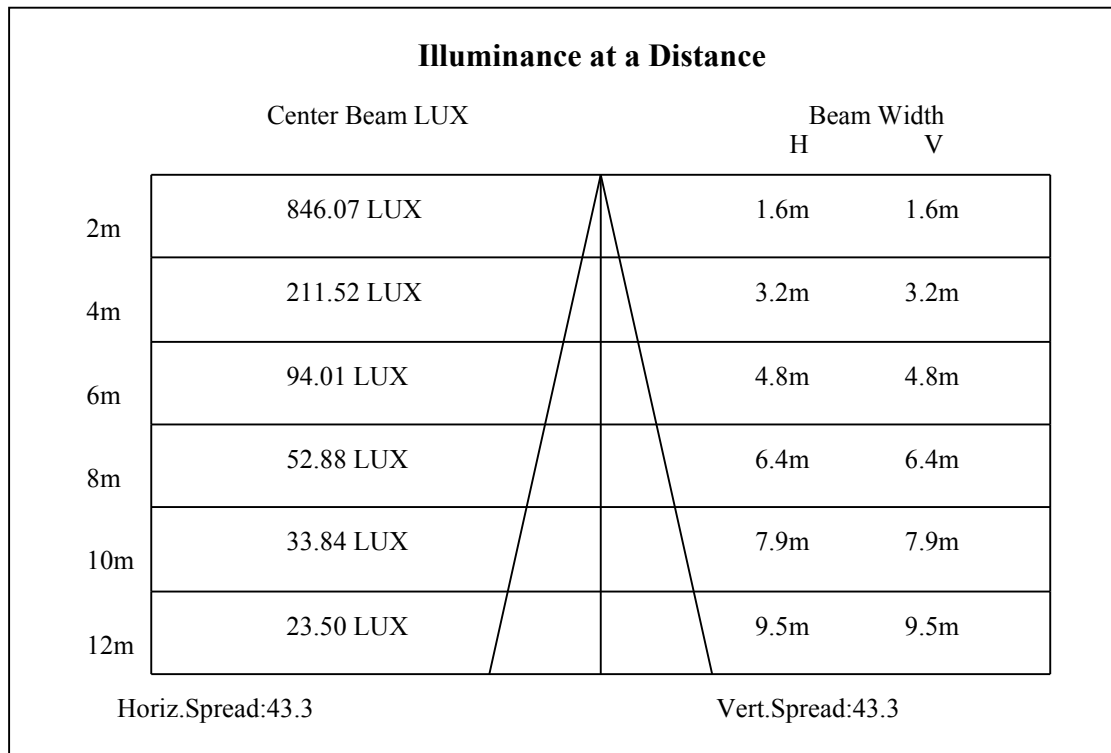 Illuminance at a Distance
Center Beam LUX Beam Width
H V
2m 846.07 LUX 1.6m 1.6m
4m 211.52 LUX 3.2m 3.2m
6m 94.01 LUX 4.8m 4.8m
8m 52.88 LUX 6.4m 6.4m
10m 33.84 LUX 7.9m 7.9m
12m 23.50 LUX 9.5m 9.5m
Horiz.Spread:43.3 Vert.Spread:43.3